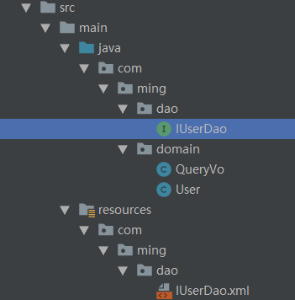 src
main
java
com
ming
dao
IUserDao
domain
QueryVo
User
resources
com
ming
dao
IUserDao.xml